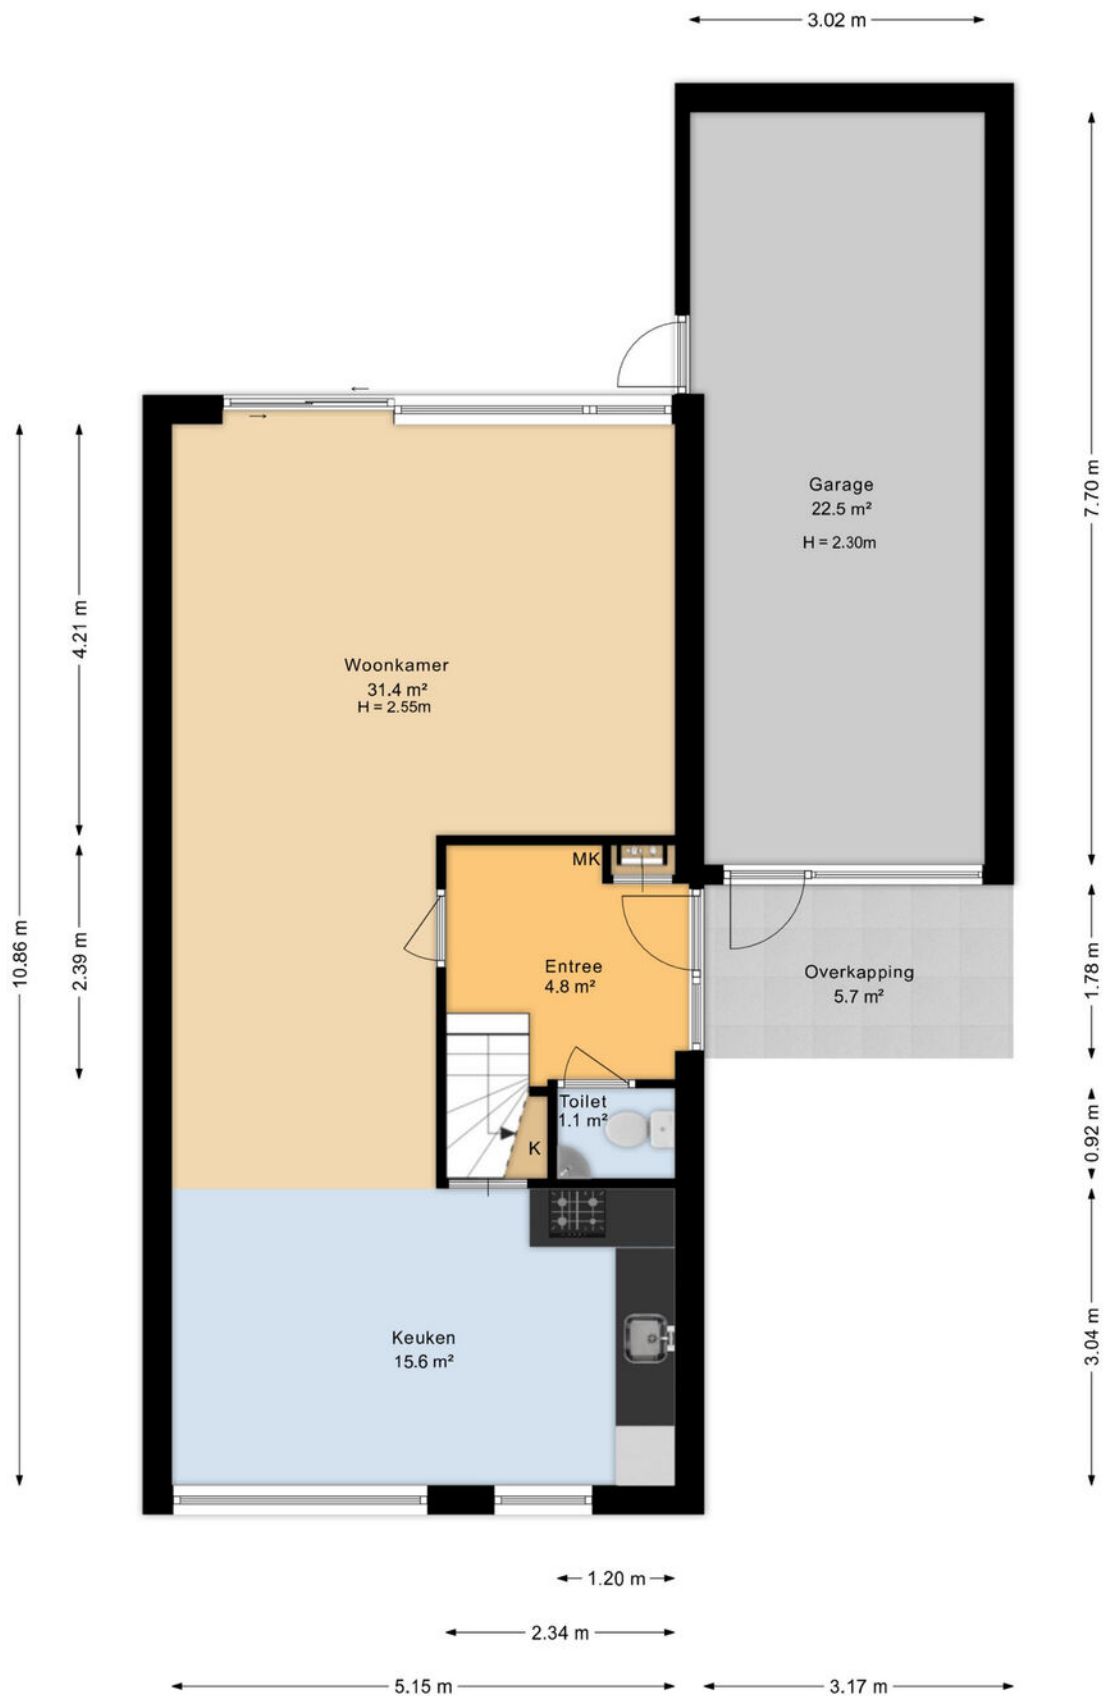 3.02 m
Garage
22.5 m²
H = 2.30m
7.70 m
4.21 m
Woonkamer
31.4 m²
H = 2.55m
MK
10.86 m
2.39 m
Entree
4.8 m²
Overkapping
5.7 m²
1.78 m
Toilet
1.1 m²
K
0.92 m
Keuken
15.6 m²
3.04 m
1.20 m
2.34 m
5.15 m
3.17 m